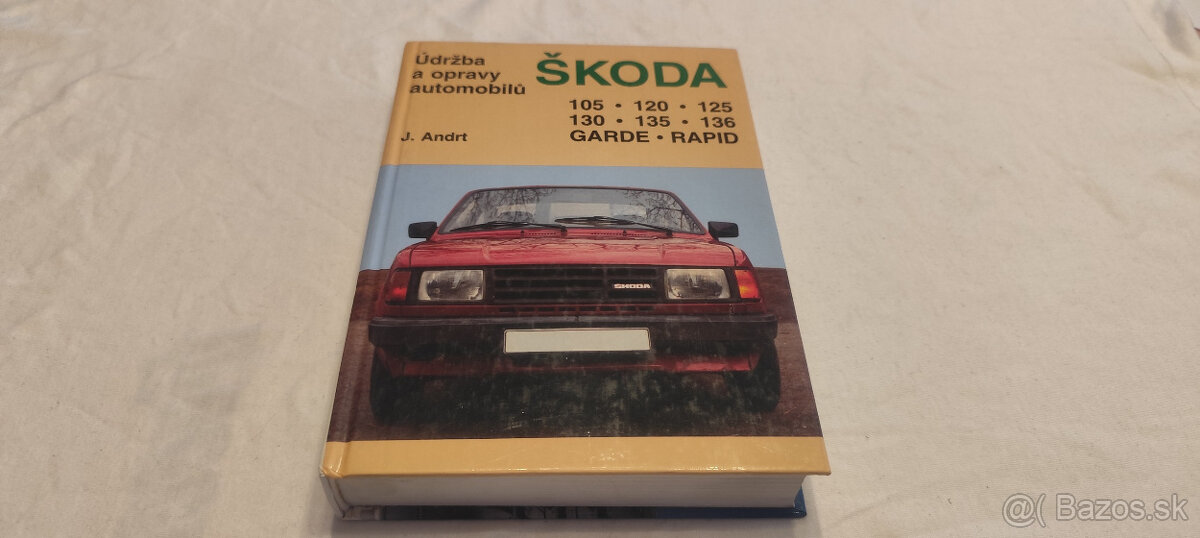 Údržba
a opravy
automobilů
ŠKODA
105 • 120 • 125
130 • 135 • 136
GARDE • RAPID
J. Andrt
ŠKODA
@( Bazos.sk